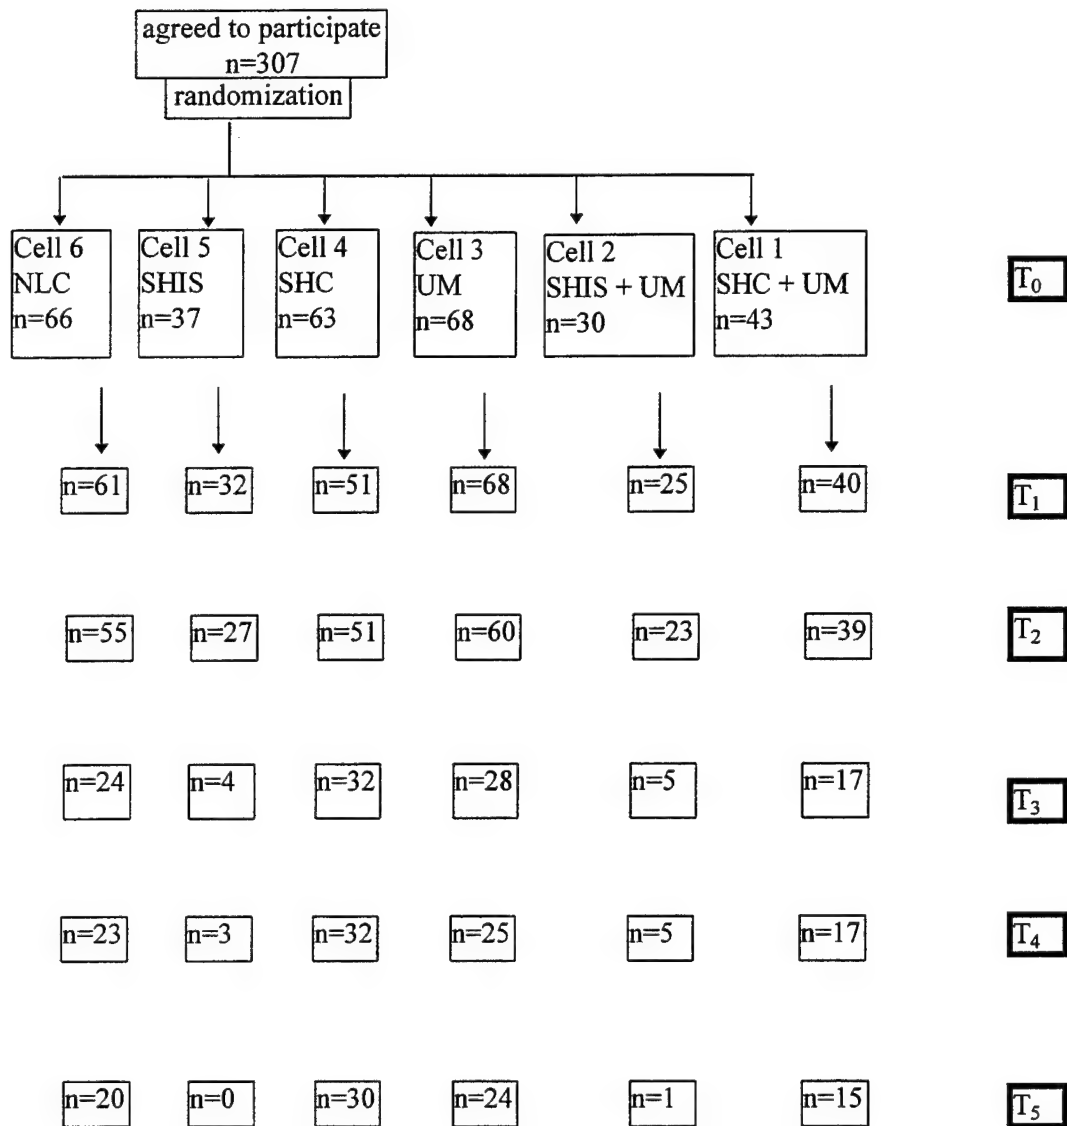 agreed to participate
n=307
randomization
Cell 6
NLC
n=66
Cell 5
SHIS
n=37
Cell 4
SHC
n=63
Cell 3
UM
n=68
Cell 2
SHIS + UM
n=30
Cell 1
SHC + UM
n=43
T₀
n=61
n=32
n=51
n=68
n=25
n=40
T₁
n=55
n=27
n=51
n=60
n=23
n=39
T₂
n=24
n=4
n=32
n=28
n=5
n=17
T₃
n=23
n=3
n=32
n=25
n=5
n=17
T₄
n=20
n=0
n=30
n=24
n=1
n=15
T₅